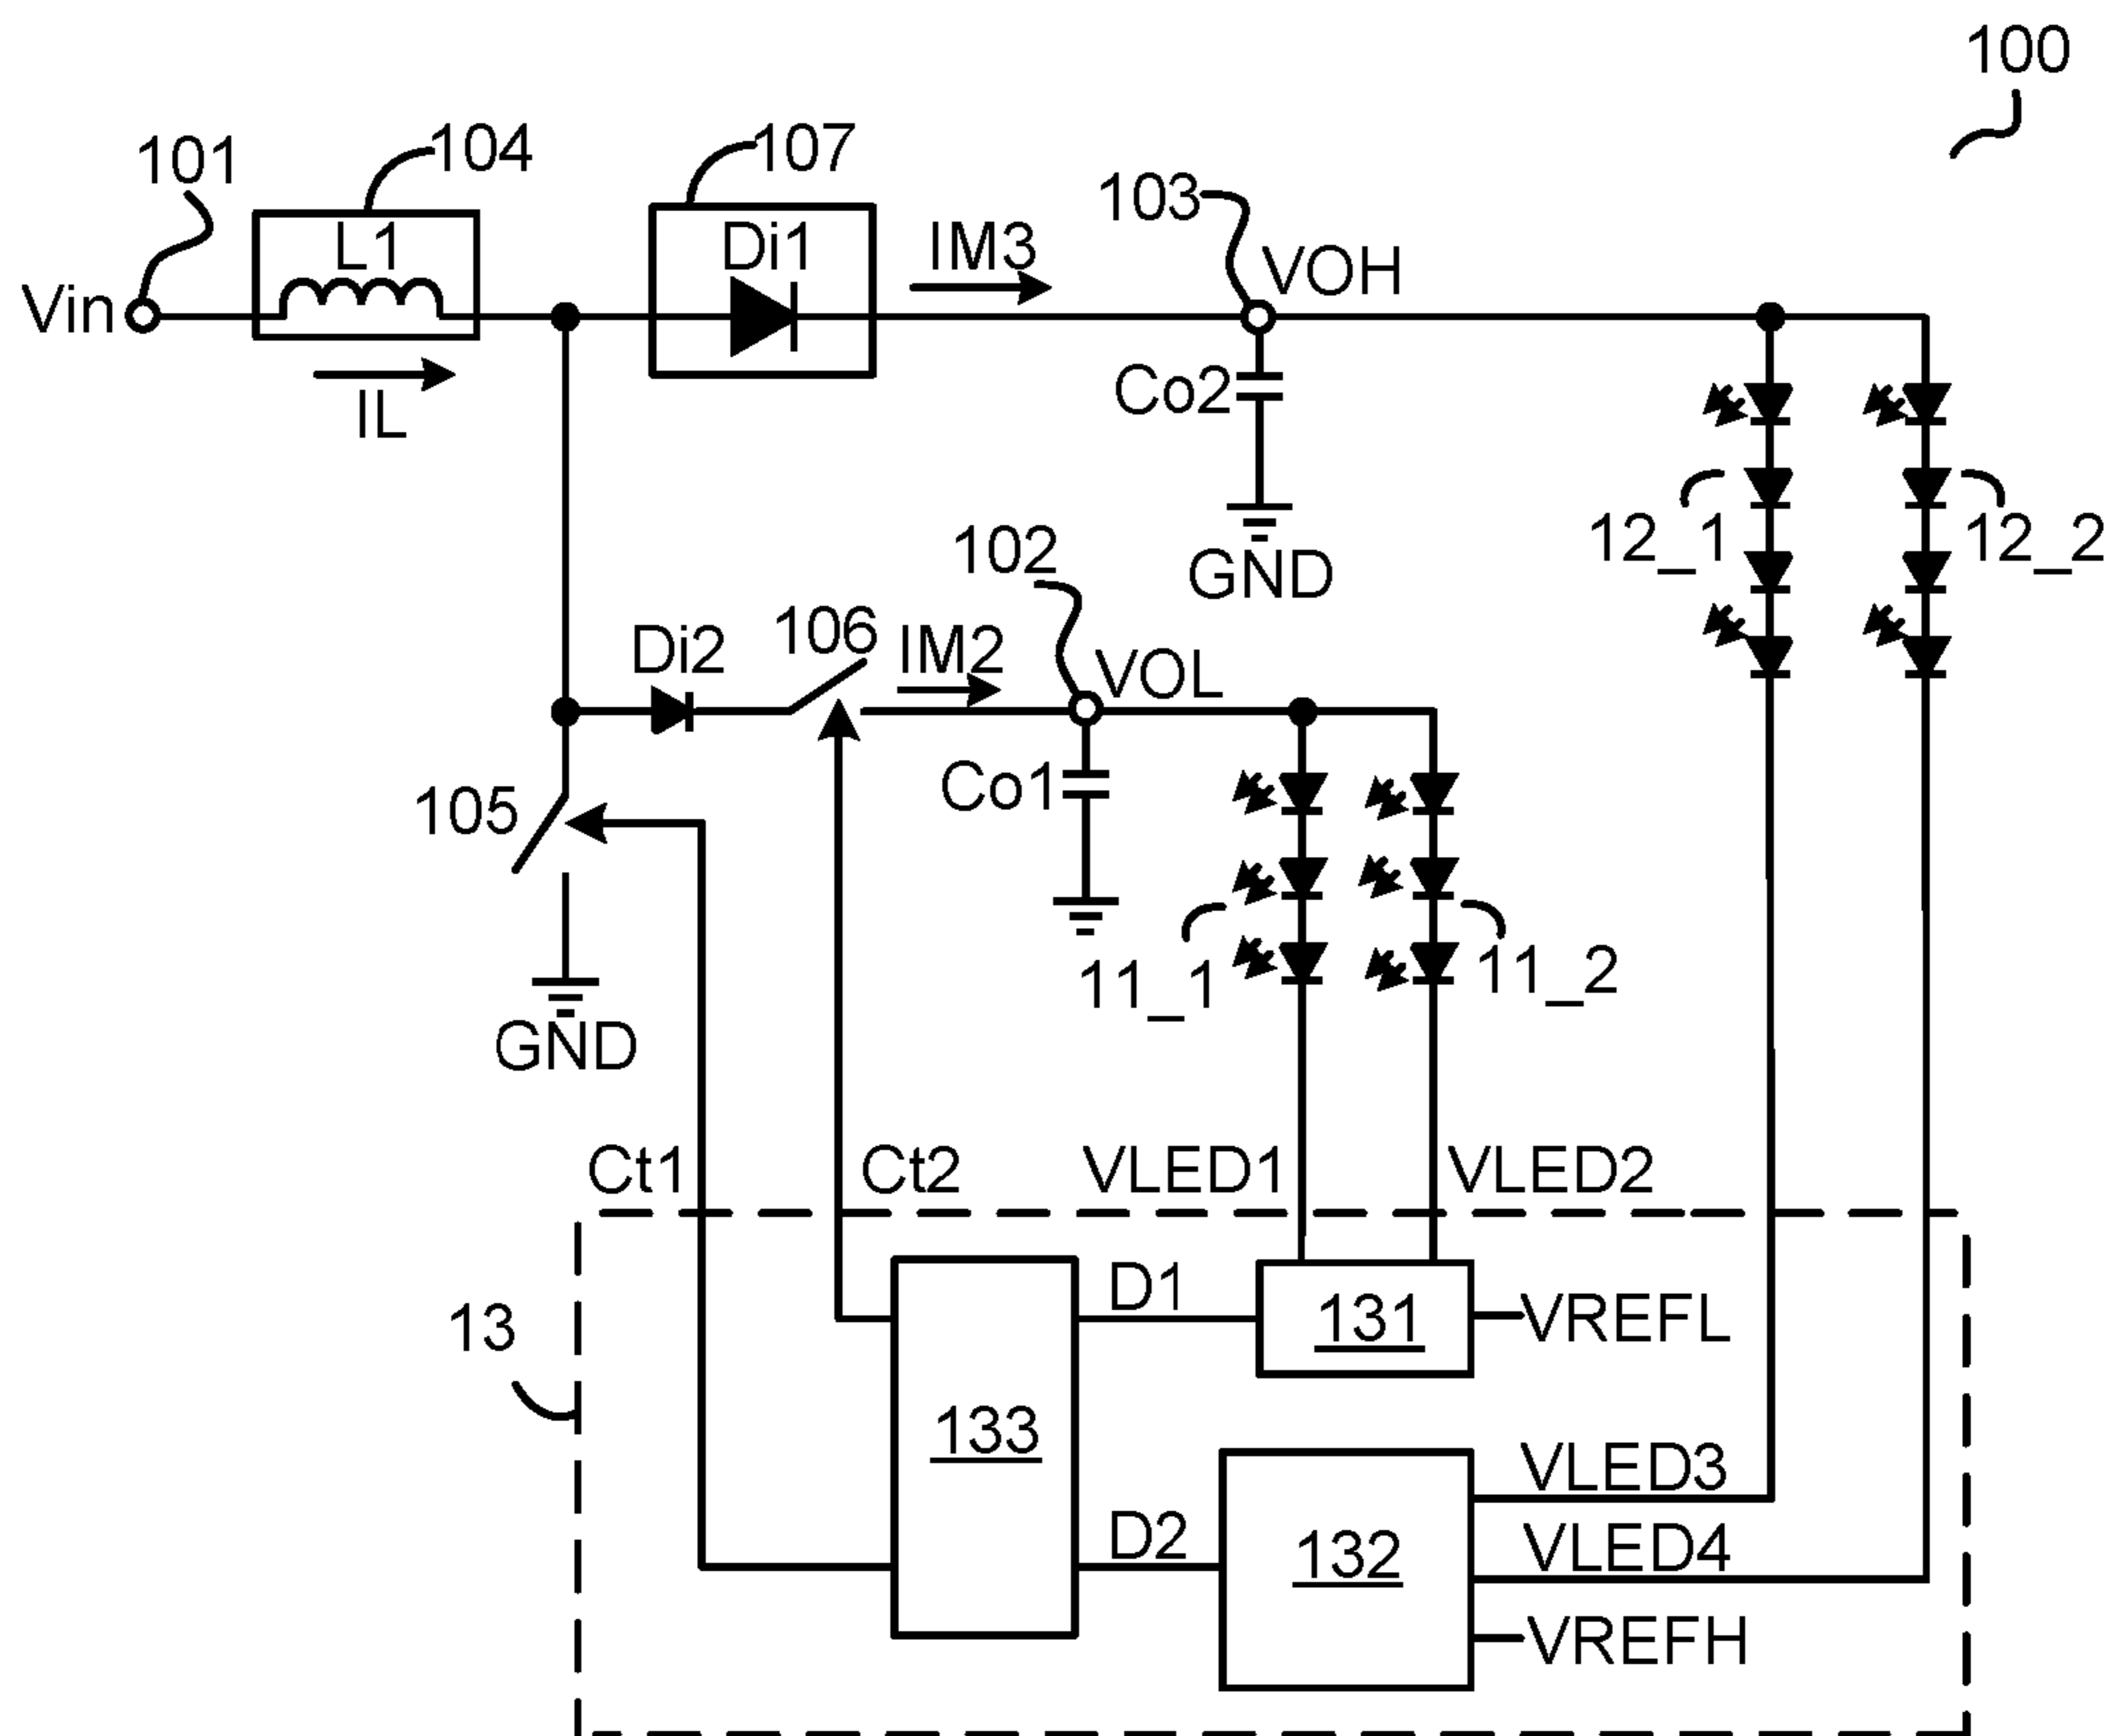 100
101
104
107
103
L1
Di1
IM3
VOH
Vin
IL
Co2
12_1
12_2
GND
102
106
Di2
IM2
VOL
105
Co1
11_1
11_2
GND
Ct1
Ct2
VLED1
VLED2
13
D1
131
VREFL
133
VLED3
D2
132
VLED4
VREFH